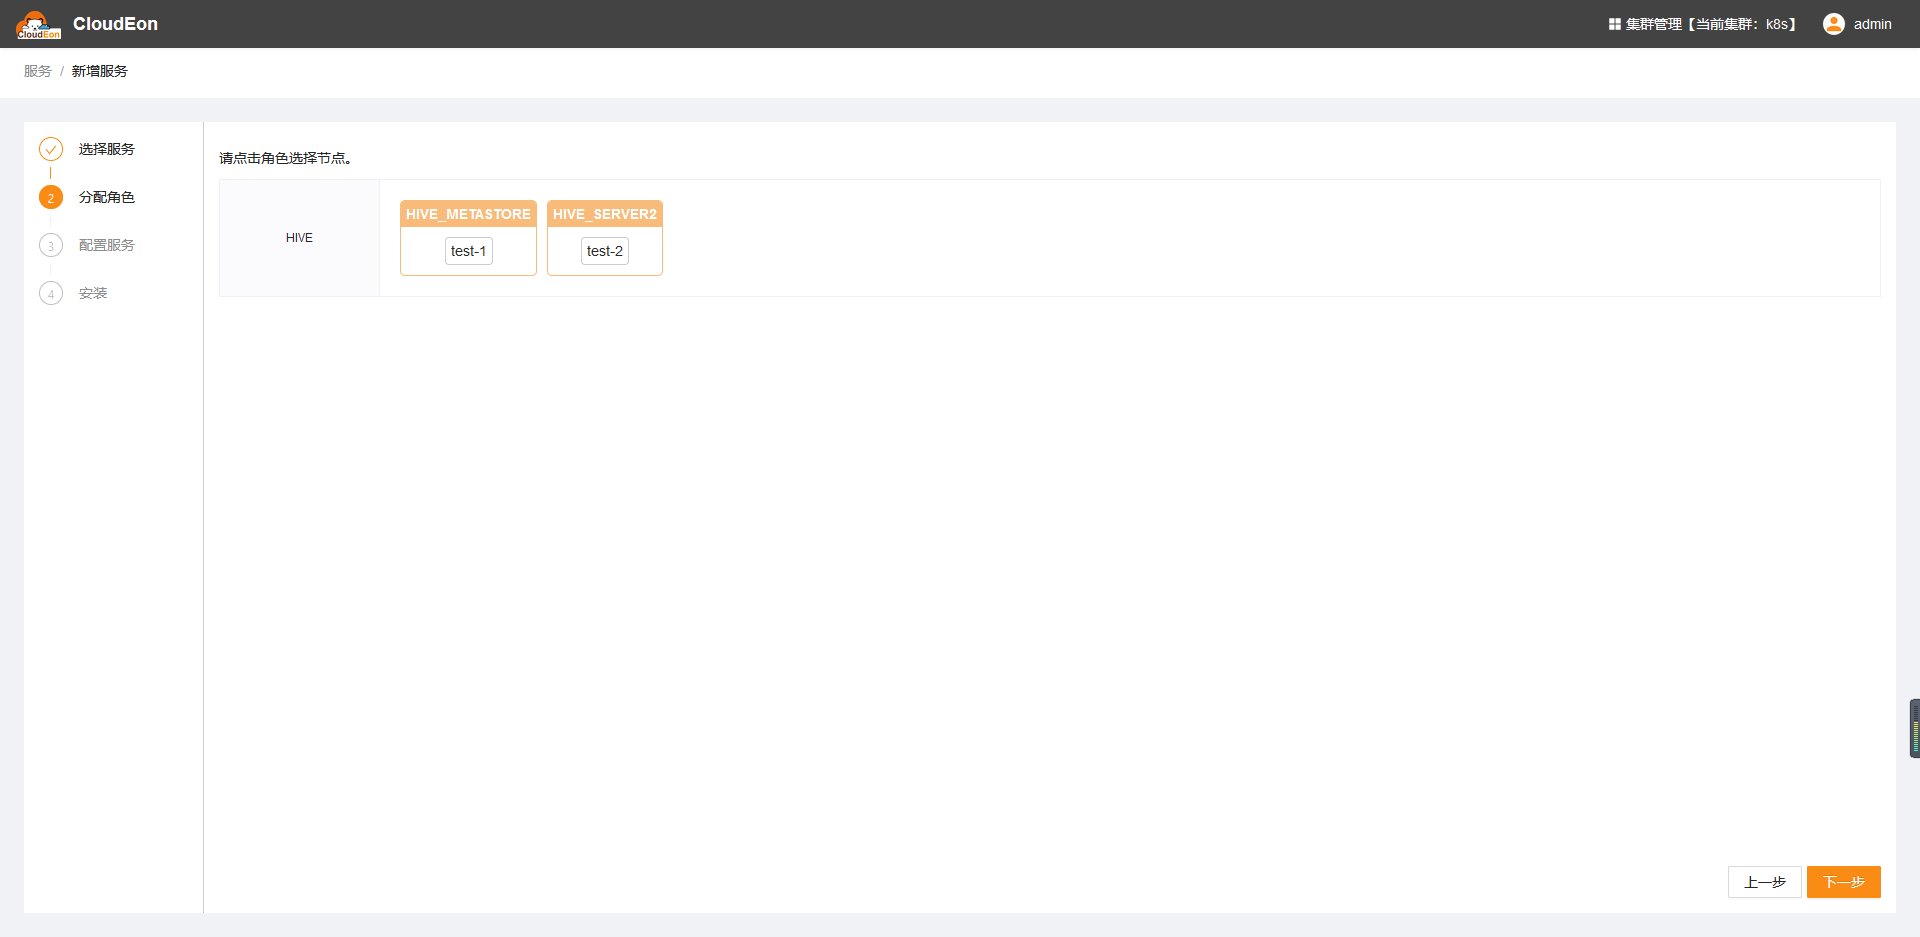 CloudEon
CloudEon
集群管理【当前集群：k8s】
admin
服务 / 新增服务
选择服务
2 分配角色
3 配置服务
4 安装
请点击角色选择节点。
HIVE
HIVE_METASTORE
test-1
HIVE_SERVER2
test-2
上一步
下一步